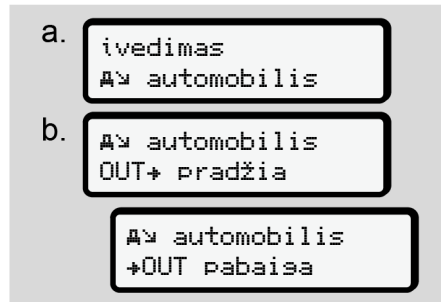 a.
ivedimas
automobilis
b.
automobilis
OUT→ pradžia
automobilis
→OUT pabaiga